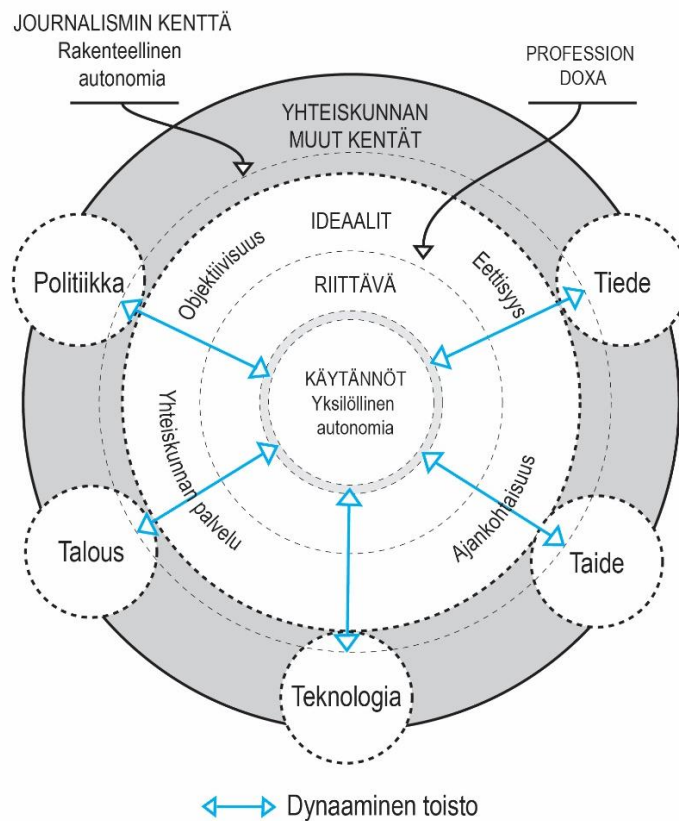 JOURNALISMIN KENTTÄ
Rakenteellinen
autonomia
PROFESSION
DOXA
YHTEISKUNNAN
MUUT KENTÄT
IDEAALIT
Objektiivisuus
Eettisyys
Politiikka
Tiede
RIITTÄVÄ
KÄYTÄNNÖT
Yksilöllinen
autonomia
Yhteiskunnan palvelu
Ajankohtaisuus
Talous
Taide
Teknologia
Dynaaminen toisto